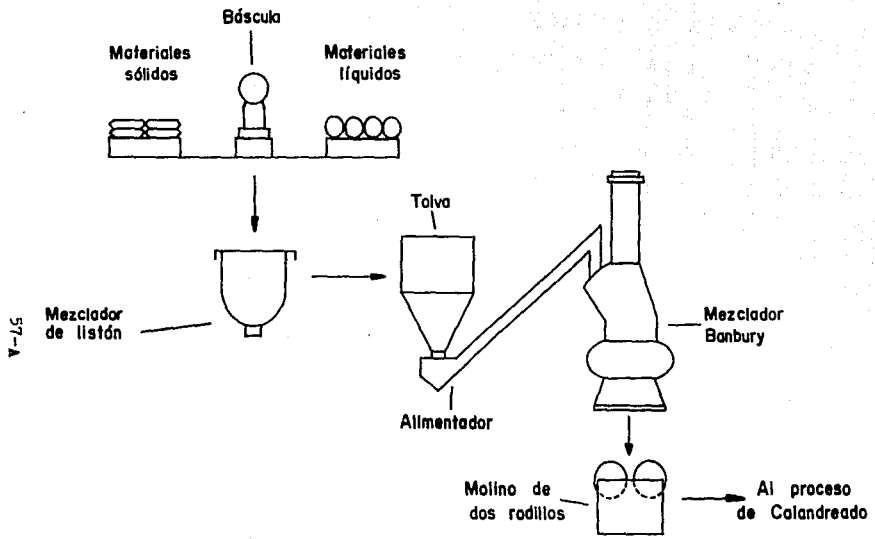 Báscula
Materiales
sólidos
Materiales
líquidos
Tolva
Mezclador
de listón
57-A
Mezclador
Banbury
Alimentador
Molino de
dos rodillos
Al proceso
de Calandreado